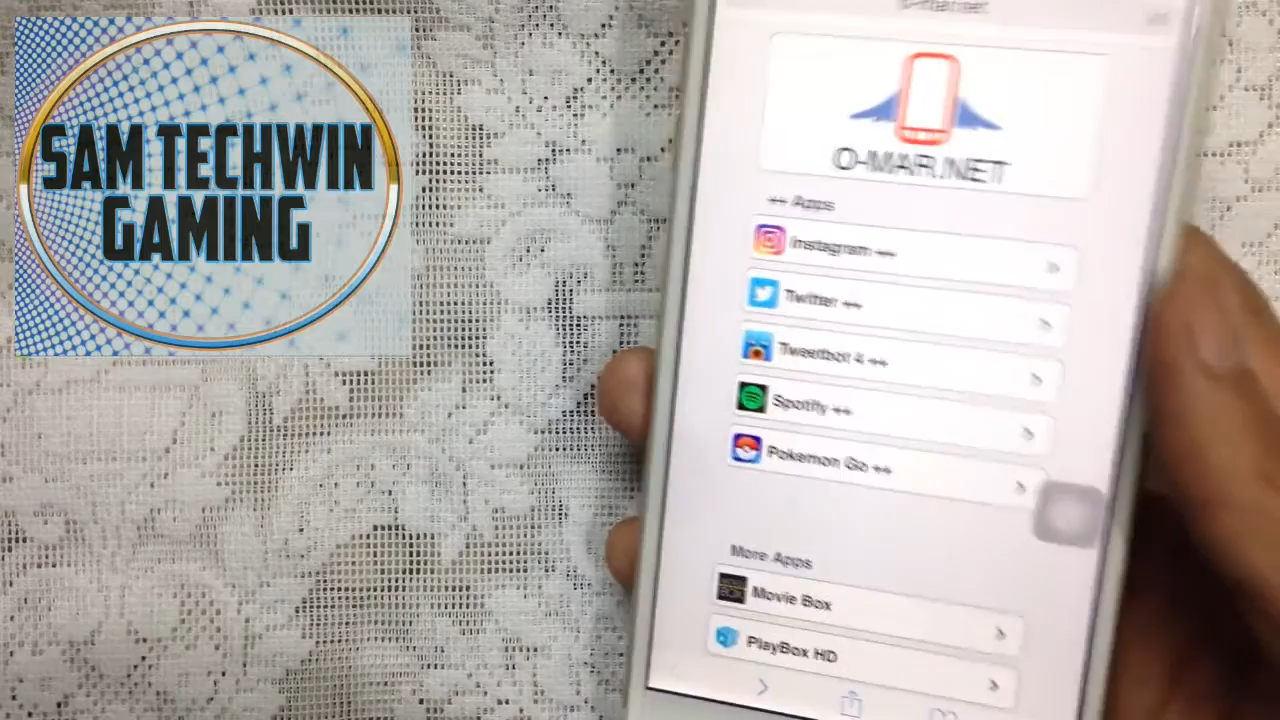 SAM TECHWIN
GAMING
O-MAR.NET
++ Apps
Instagram ++
Twitter ++
Tweetbot 4 ++
Spotify ++
Pokemon Go ++
More Apps
Movie Box
PlayBox HD